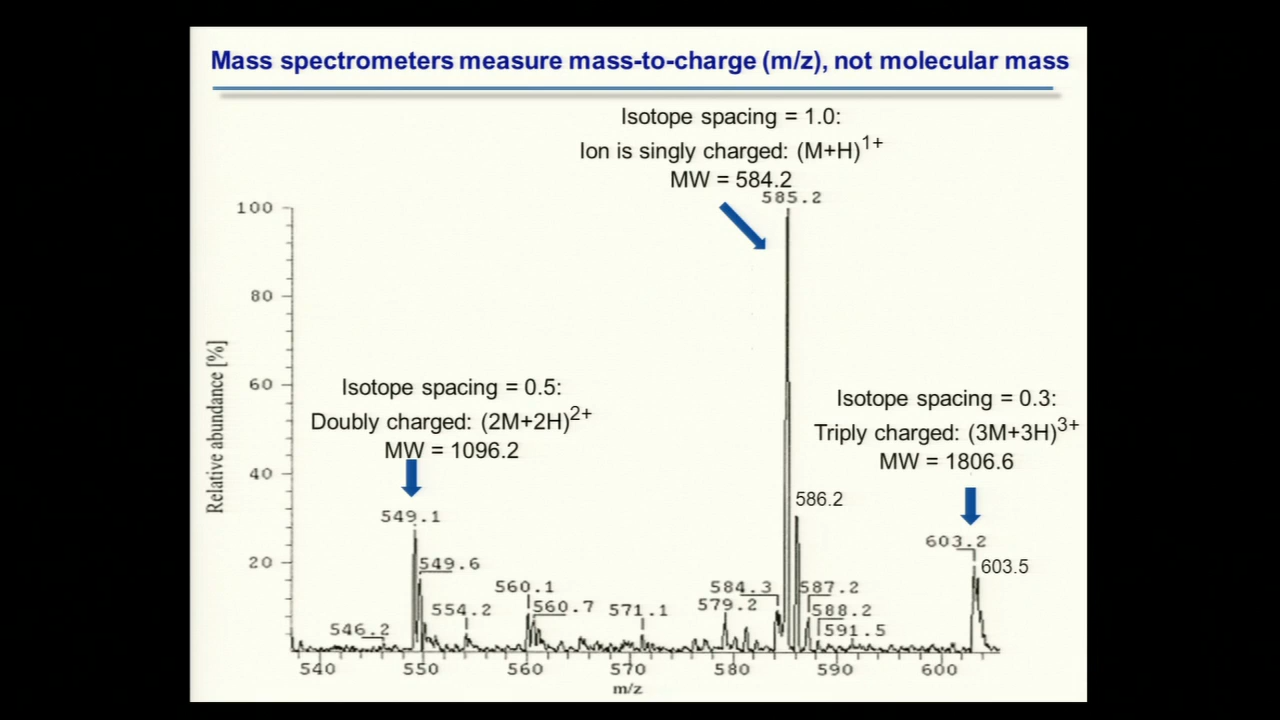 Mass spectrometers measure mass-to-charge (m/z), not molecular mass
Isotope spacing = 1.0:
Ion is singly charged: (M+H)1+
MW = 584.2
585.2
100
80
60
40
20
Relative abundance [%]
Isotope spacing = 0.5:
Doubly charged: (2M+2H)2+
MW = 1096.2
Isotope spacing = 0.3:
Triply charged: (3M+3H)3+
MW = 1806.6
586.2
549.1
603.2
603.5
549.6
560.1
584.3
587.2
554.2
560.7
571.1
579.2
588.2
546.2
591.5
540
550
560
570
580
590
600
m/z